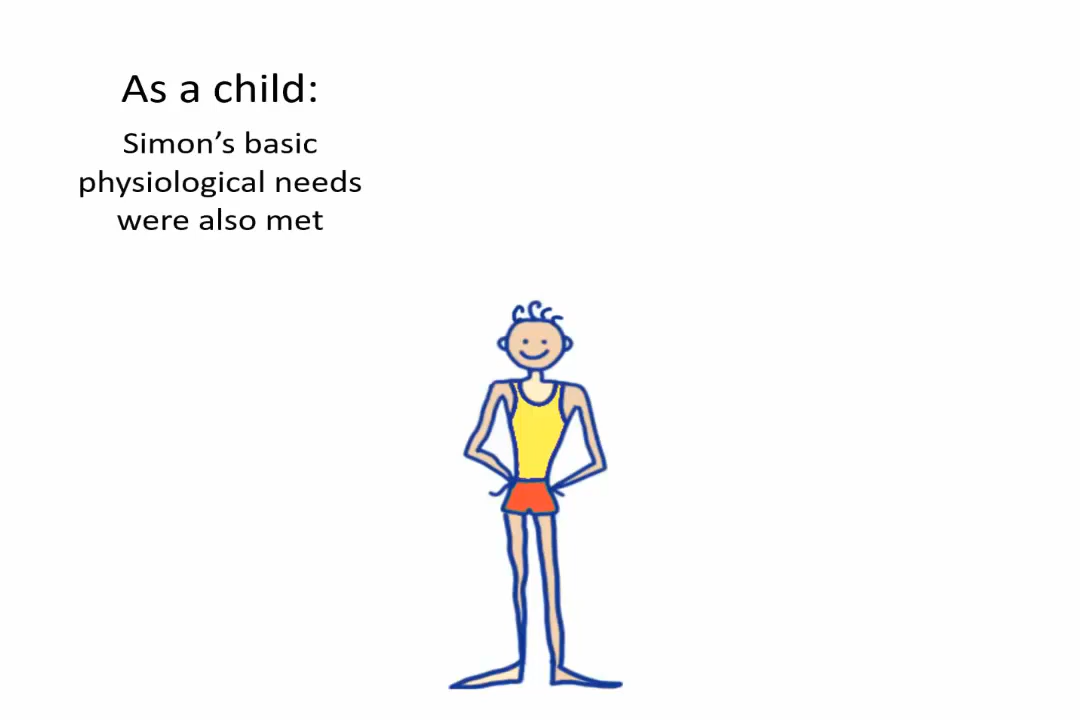 As a child:
Simon’s basic
physiological needs
were also met